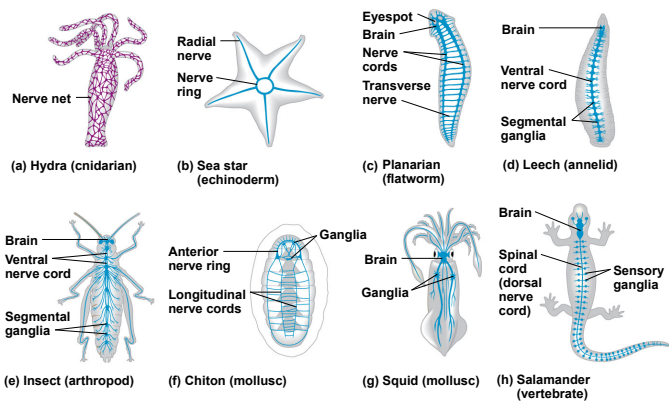 Nerve net
(a) Hydra (cnidarian)
Radial
nerve
Nerve
ring
(b) Sea star
(echinoderm)
Eyespot
Brain
Nerve
cords
Transverse
nerve
(c) Planarian
(flatworm)
Brain
Ventral
nerve cord
Segmental
ganglia
(d) Leech (annelid)
Brain
Ventral
nerve cord
Segmental
ganglia
(e) Insect (arthropod)
Ganglia
Anterior
nerve ring
Longitudinal
nerve cords
(f) Chiton (mollusc)
Brain
Ganglia
(g) Squid (mollusc)
Brain
Spinal
cord
(dorsal
nerve
cord)
Sensory
ganglia
(h) Salamander
(vertebrate)